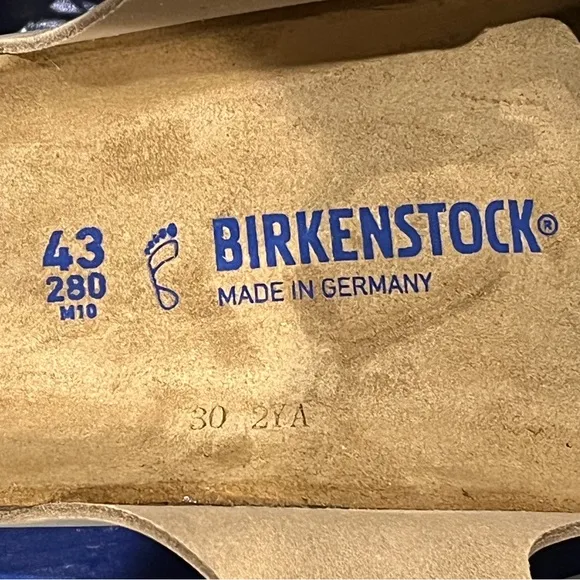 43
280
M10
BIRKENSTOCK®
MADE IN GERMANY
30 2YA